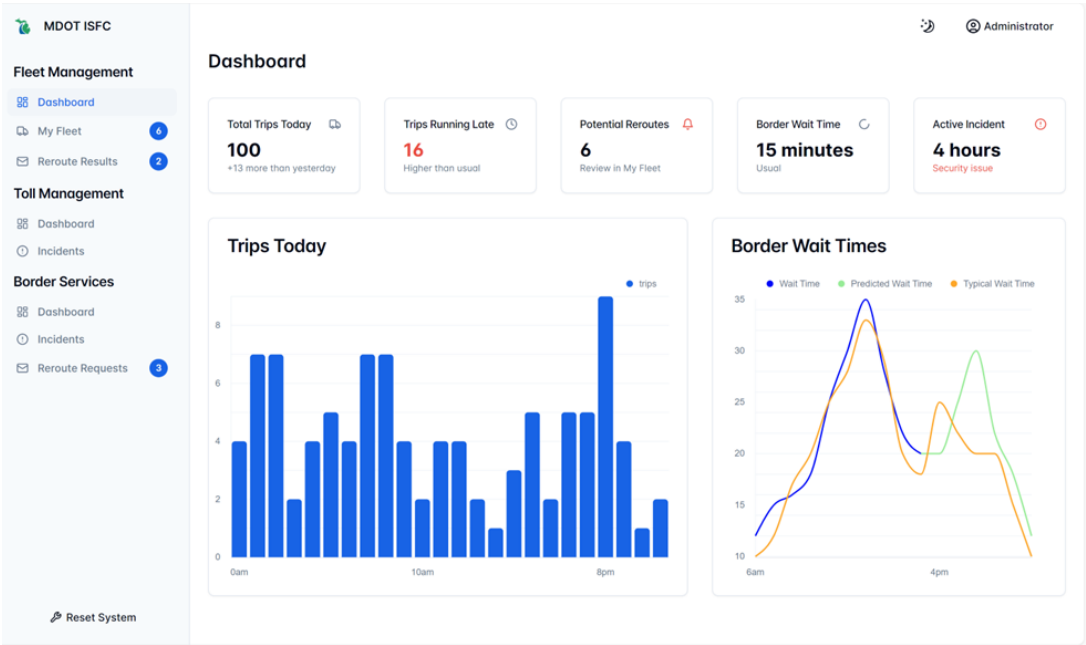 MDOT ISFC
Administrator
Fleet Management
Dashboard
My Fleet 6
Reroute Results 2
Toll Management
Dashboard
Incidents
Border Services
Dashboard
Incidents
Reroute Requests 3
Reset System
Dashboard
Total Trips Today
100
+13 more than yesterday
Trips Running Late
16
Higher than usual
Potential Reroutes
6
Review in My Fleet
Border Wait Time
15 minutes
Usual
Active Incident
4 hours
Security issue
Trips Today
trips
8
6
4
2
0
0am 10am 8pm
Border Wait Times
Wait Time Predicted Wait Time Typical Wait Time
35
30
25
20
15
10
6am 4pm